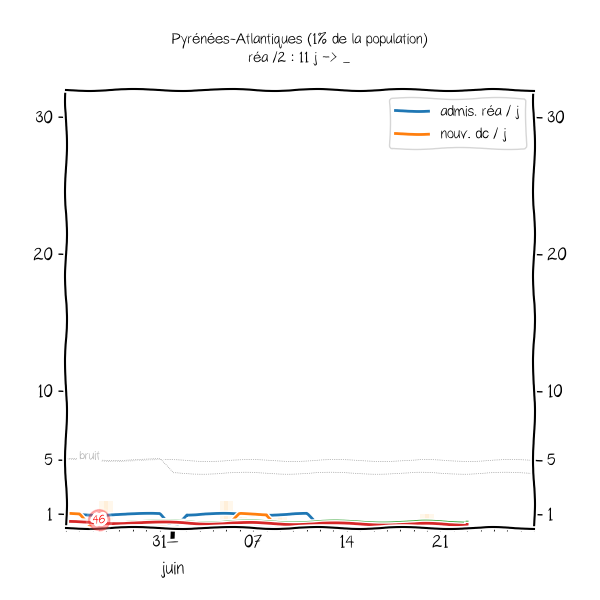 Pyrénées-Atlantiques (1% de la population)
réa /2 : 11 j -> _
admis. réa / j
nouv. dc / j
30 30
20 20
10 10
5 bruit 5
1 46 1
31 07 14 21
juin